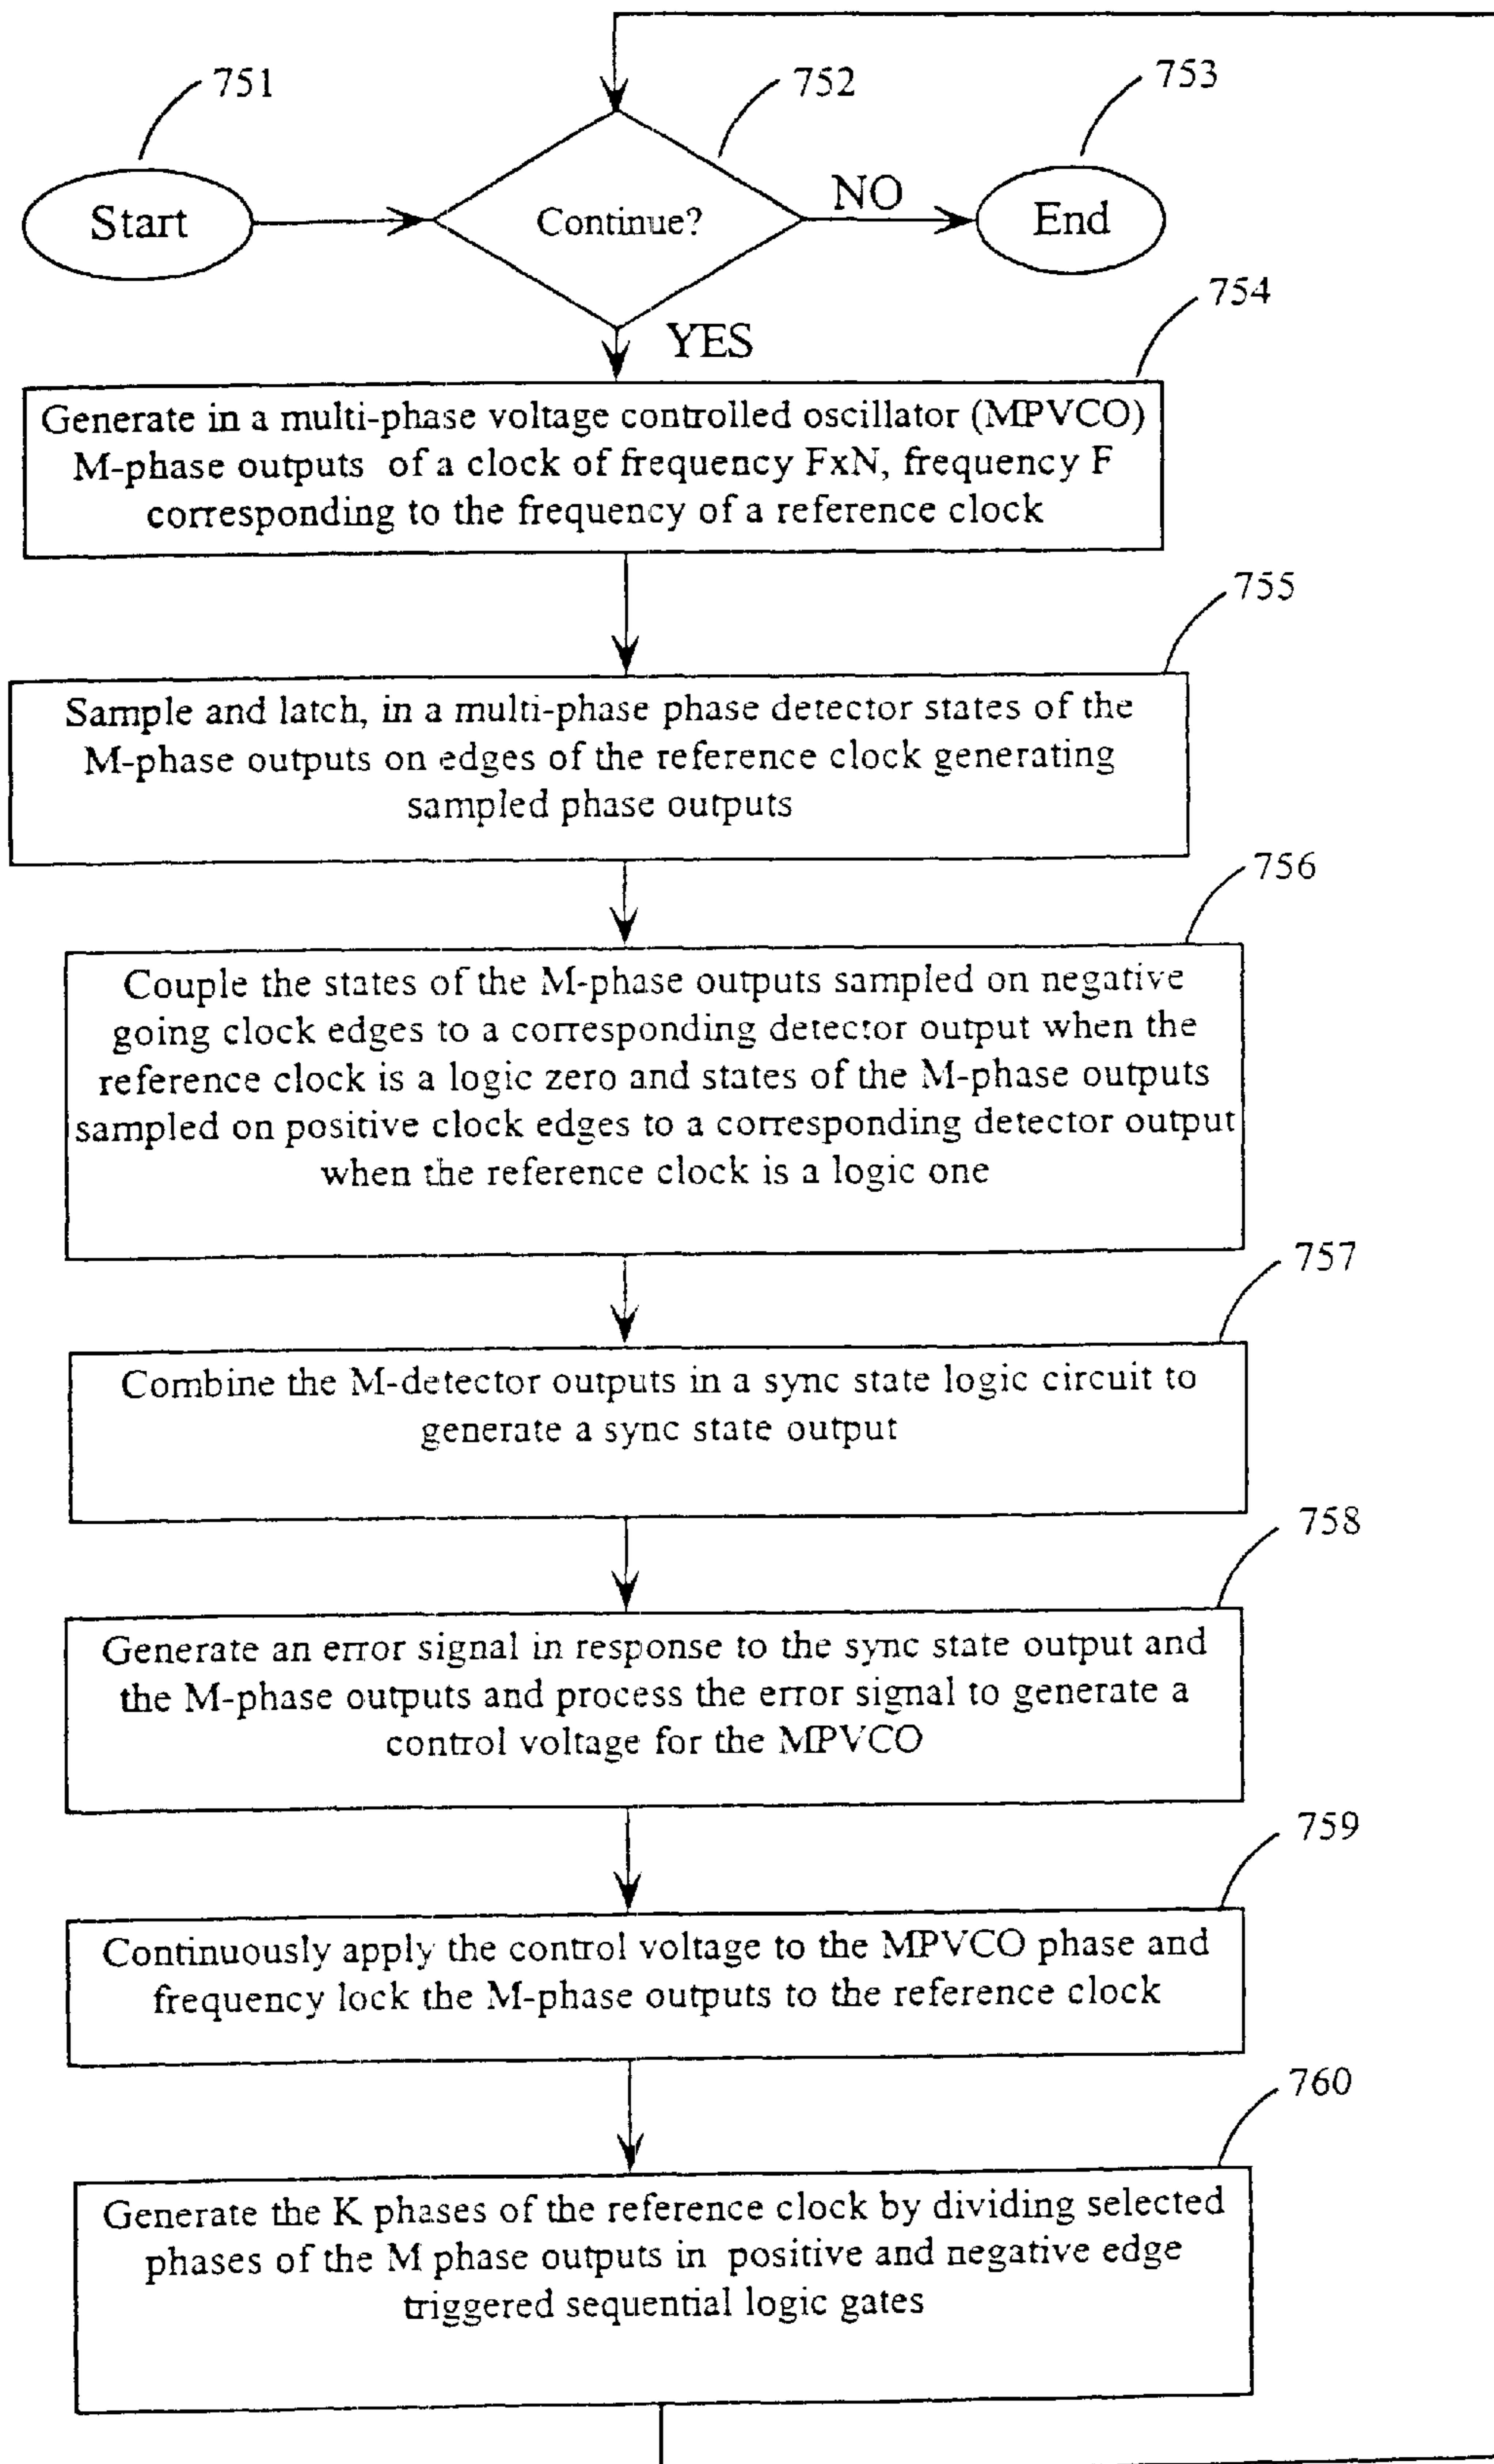 751
752
753
Start
Continue?
NO
End
754
YES
Generate in a multi-phase voltage controlled oscillator (MPVCO)
M-phase outputs of a clock of frequency FxN, frequency F
corresponding to the frequency of a reference clock
755
Sample and latch, in a multi-phase phase detector states of the
M-phase outputs on edges of the reference clock generating
sampled phase outputs
756
Couple the states of the M-phase outputs sampled on negative
going clock edges to a corresponding detector output when the
reference clock is a logic zero and states of the M-phase outputs
sampled on positive clock edges to a corresponding detector output
when the reference clock is a logic one
757
Combine the M-detector outputs in a sync state logic circuit to
generate a sync state output
758
Generate an error signal in response to the sync state output and
the M-phase outputs and process the error signal to generate a
control voltage for the MPVCO
759
Continuously apply the control voltage to the MPVCO phase and
frequency lock the M-phase outputs to the reference clock
760
Generate the K phases of the reference clock by dividing selected
phases of the M phase outputs in positive and negative edge
triggered sequential logic gates